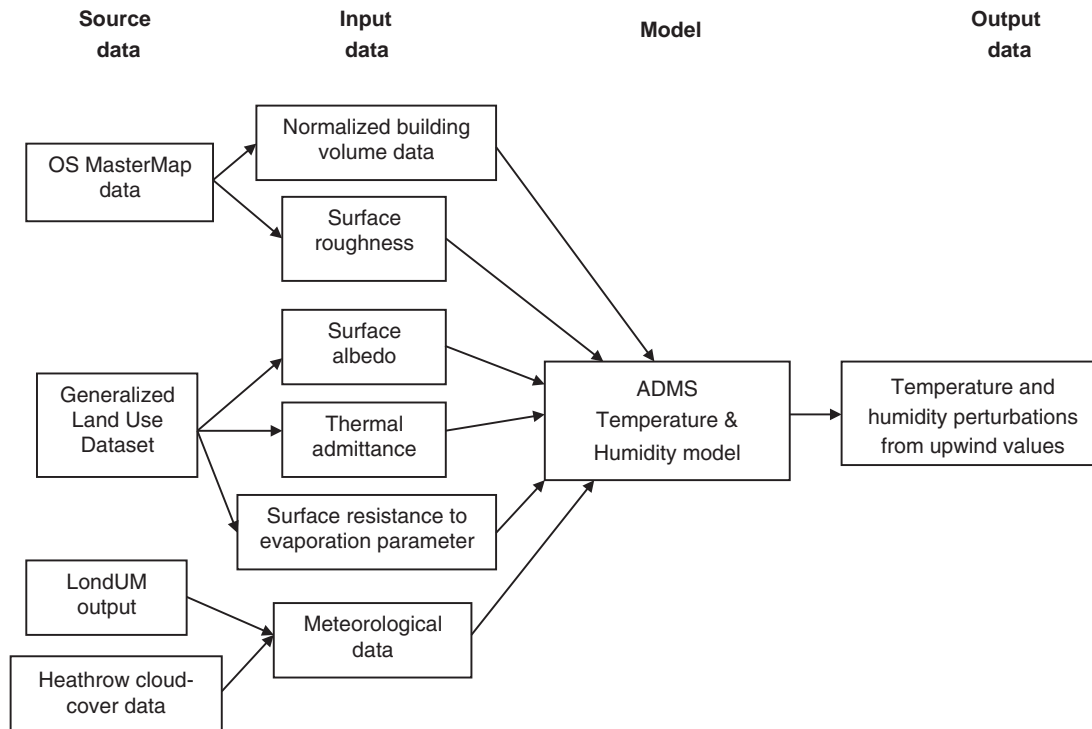 Source
data
Input
data
Model
Output
data
OS MasterMap
data
Normalized building
volume data
Surface
roughness
Generalized
Land Use
Dataset
Surface
albedo
Thermal
admittance
Surface resistance to
evaporation parameter
LondUM
output
Heathrow cloud-
cover data
Meteorological
data
ADMS
Temperature &
Humidity model
Temperature and
humidity perturbations
from upwind values